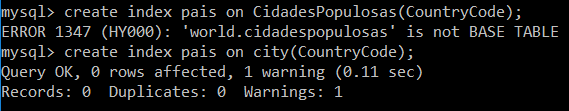 mysql> create index pais on CidadesPopulosas(CountryCode);
ERROR 1347 (HY000): 'world.cidadespopulosas' is not BASE TABLE
mysql> create index pais on city(CountryCode);
Query OK, 0 rows affected, 1 warning (0.11 sec)
Records: 0  Duplicates: 0  Warnings: 1